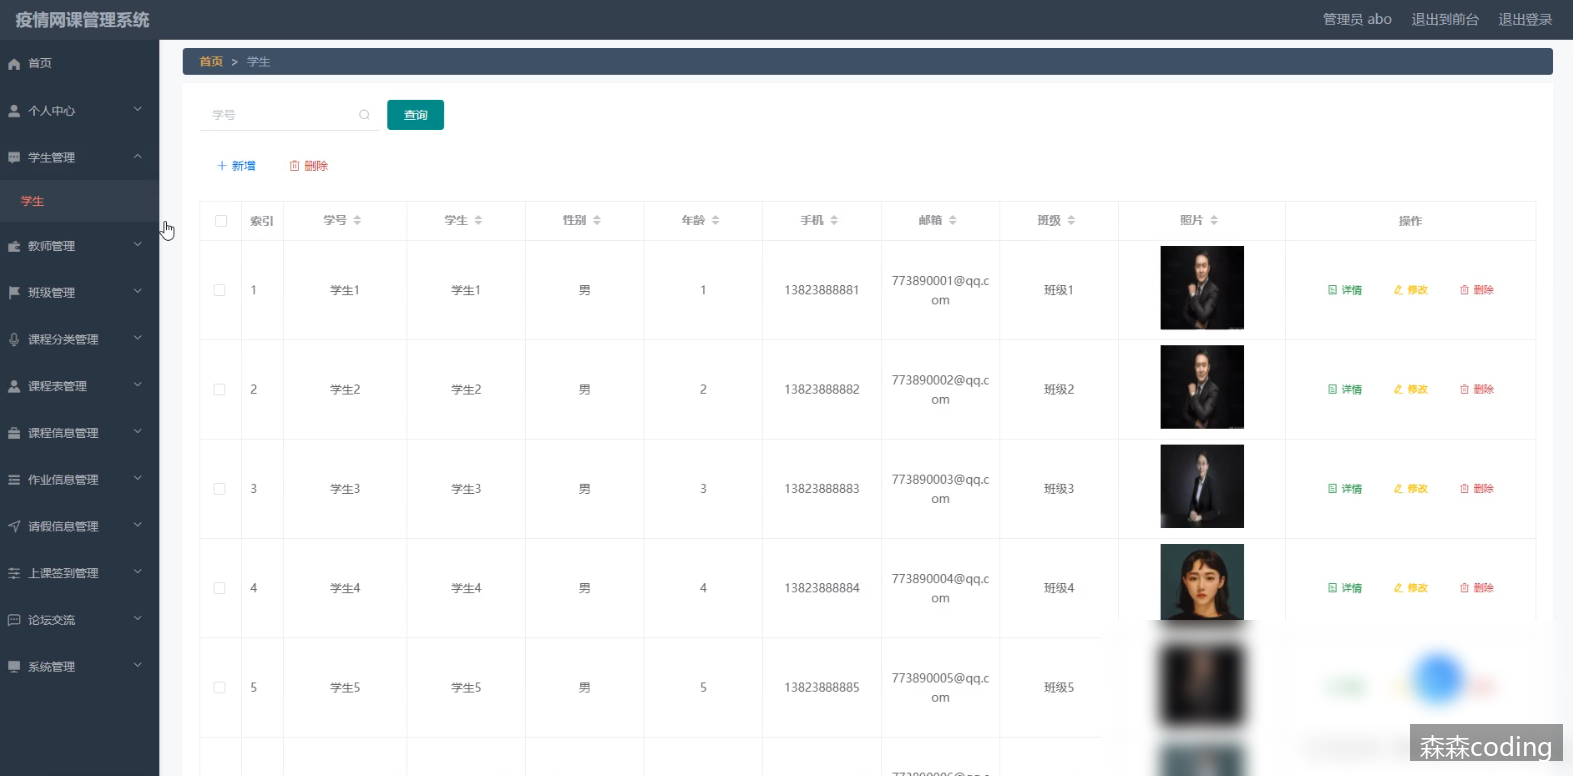 疫情网课管理系统
管理员 abo 退出到前台 退出登录
首页
个人中心
学生管理
学生
教师管理
班级管理
课程分类管理
课程表管理
课程信息管理
作业信息管理
请假信息管理
上课签到管理
论坛交流
系统管理
首页 > 学生
学号 查询
新增 删除
索引 学号 学生 性别 年龄 手机 邮箱 班级 照片 操作
1 学生1 学生1 男 1 13823888881 773890001@qq.c
om 班级1 详情 修改 删除
2 学生2 学生2 男 2 13823888882 773890002@qq.c
om 班级2 详情 修改 删除
3 学生3 学生3 男 3 13823888883 773890003@qq.c
om 班级3 详情 修改 删除
4 学生4 学生4 男 4 13823888884 773890004@qq.c
om 班级4 详情 修改 删除
5 学生5 学生5 男 5 13823888885 773890005@qq.c
om 班级5
森森coding